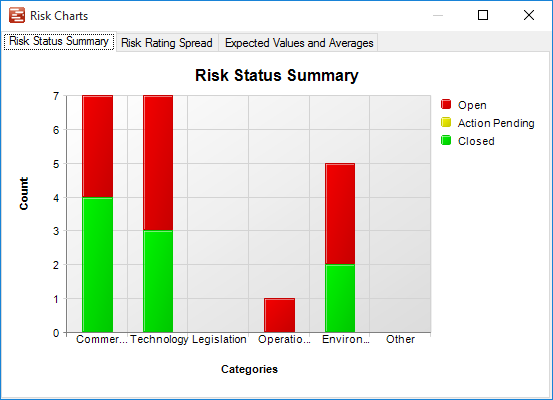 Risk Charts
Risk Status Summary
Risk Rating Spread
Expected Values and Averages
Risk Status Summary
Open
Action Pending
Closed
Count
7
6
5
4
3
2
1
0
Commer... Technology Legislation Operatio... Environ... Other
Categories